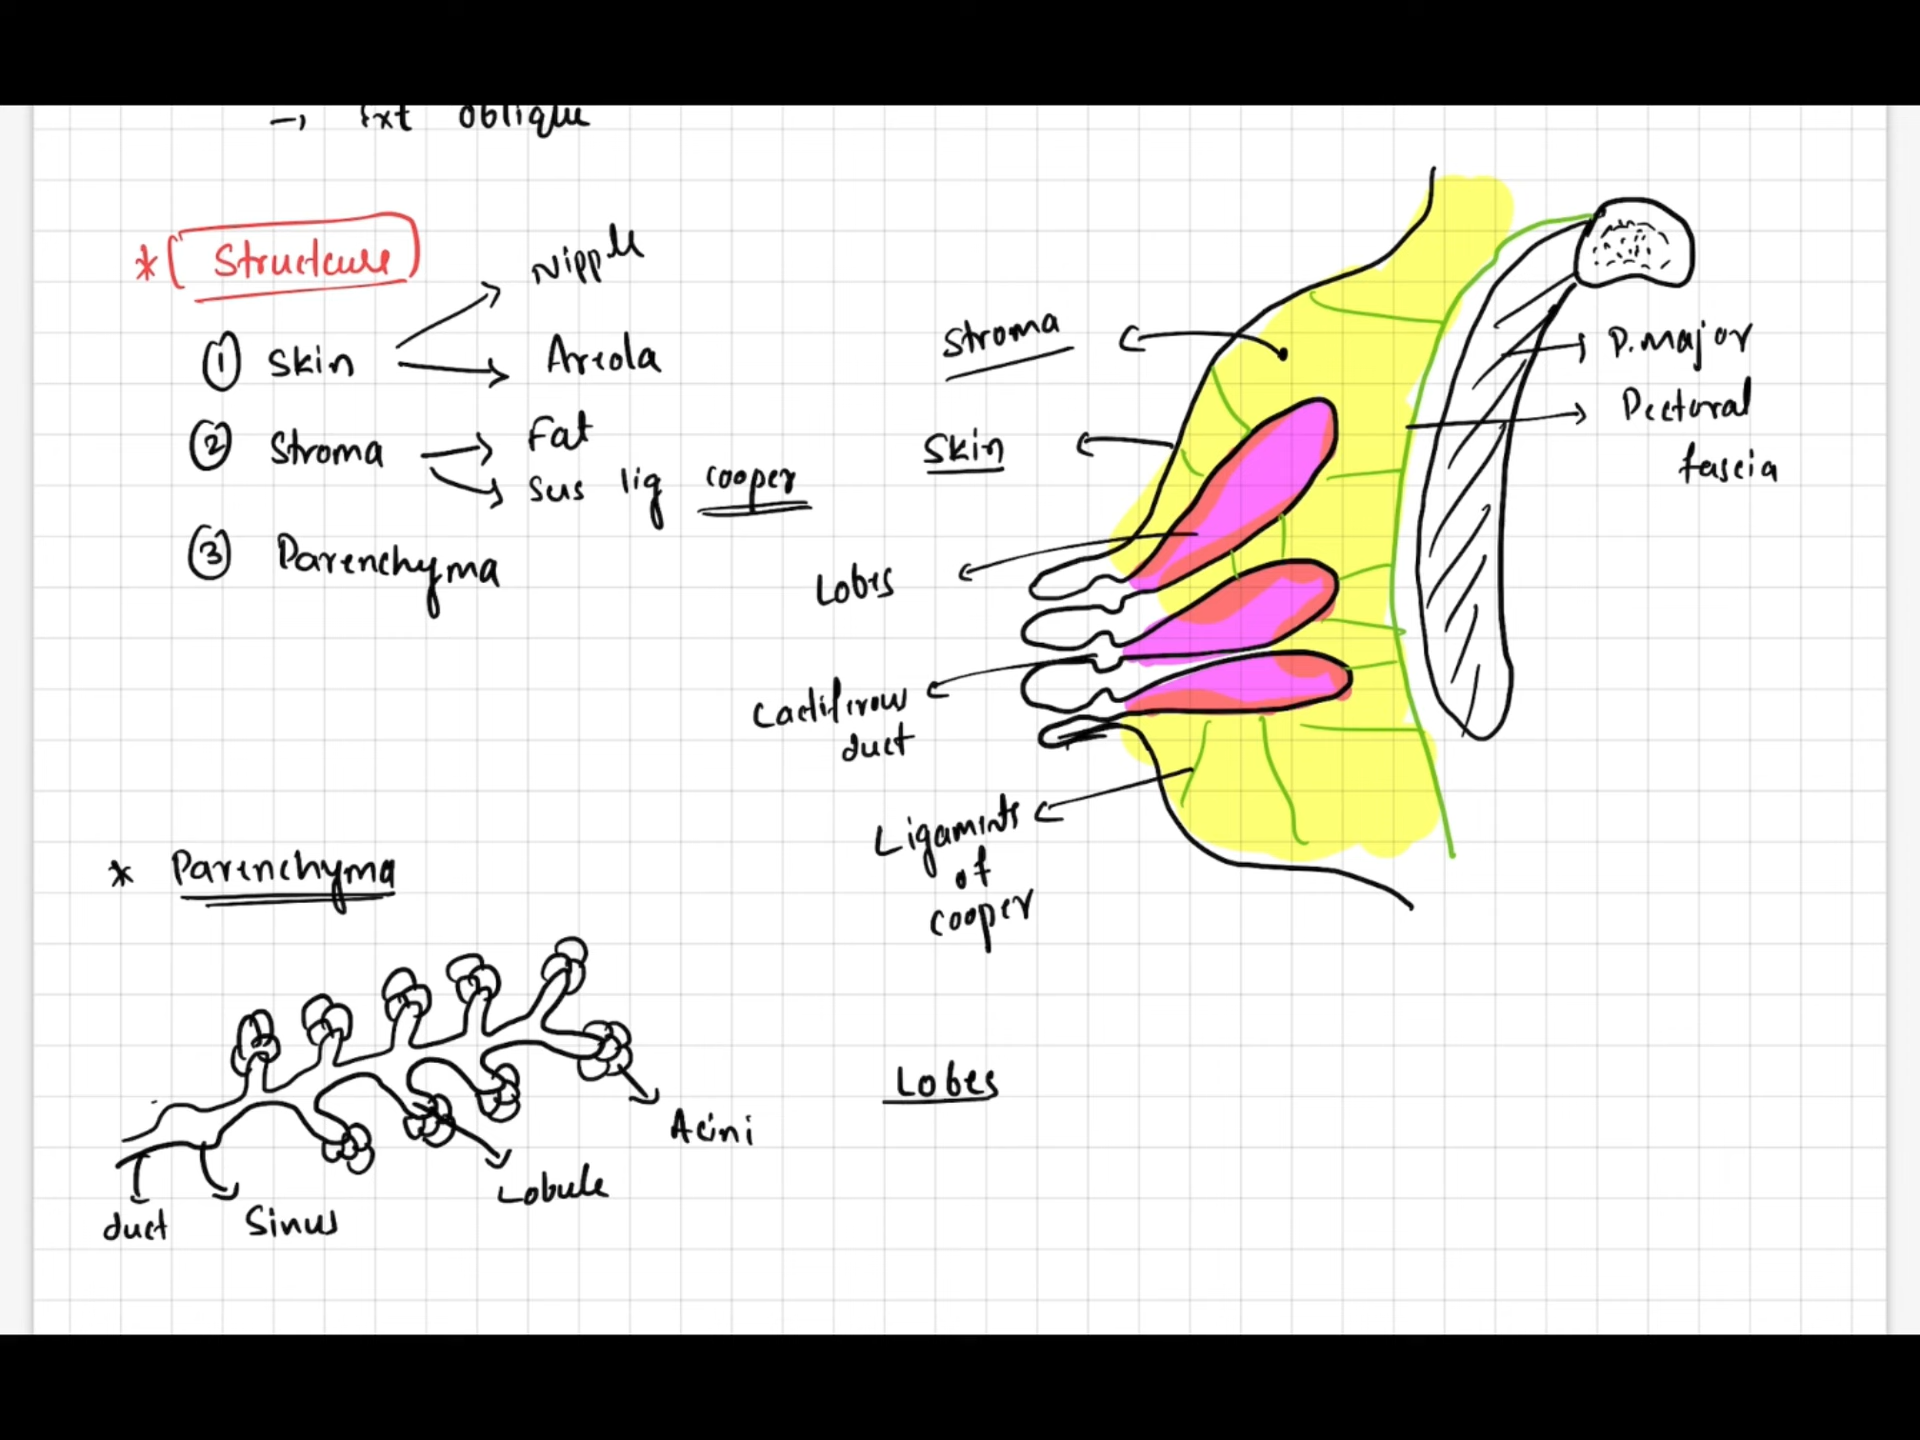 → Ext oblique
* Structure
① Skin → Nipple
→ Areola
② Stroma → Fat
→ Sus lig cooper
③ Parenchyma
Stroma
Skin
Lobes
Lactiferous
duct
Ligaments
of
cooper
P. major
Pectoral
fascia
* Parenchyma
Acini
Lobule
duct
Sinus
Lobes